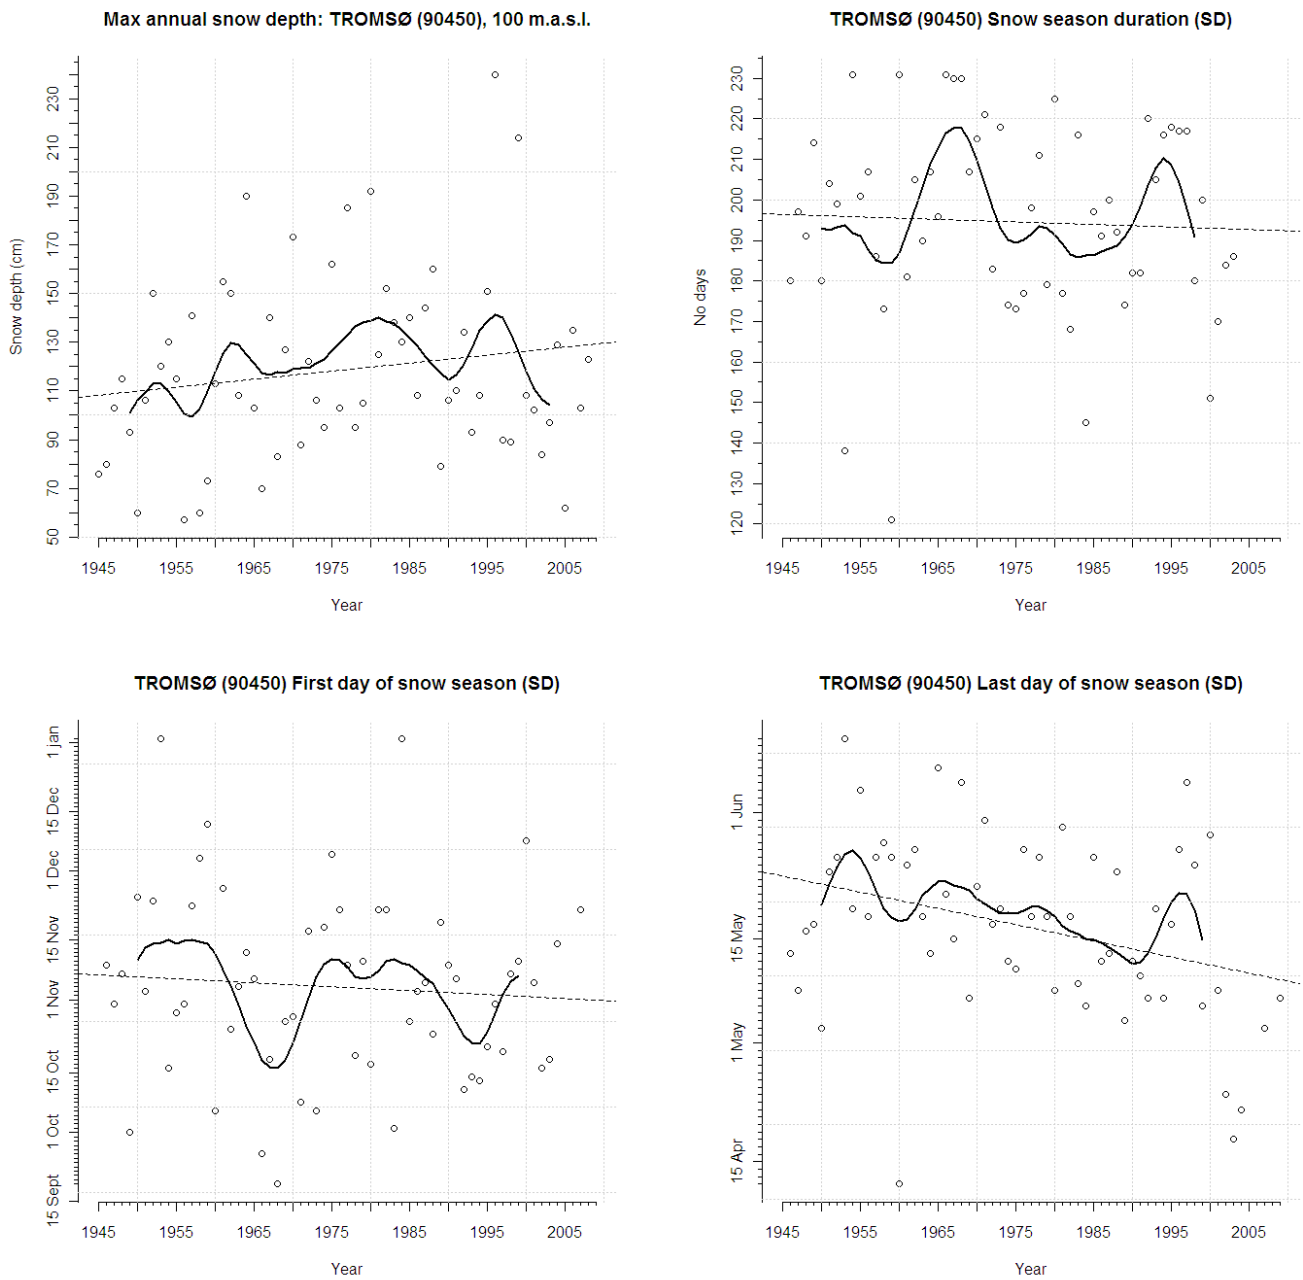 Max annual snow depth: TROMSØ (90450), 100 m.a.s.l.
Snow depth (cm)
230
210
190
170
150
130
110
90
70
50
1945 1955 1965 1975 1985 1995 2005
Year
TROMSØ (90450) Snow season duration (SD)
No days
230
220
210
200
190
180
170
160
150
140
130
120
1945 1955 1965 1975 1985 1995 2005
Year
TROMSØ (90450) First day of snow season (SD)
1 jan
15 Dec
1 Dec
15 Nov
1 Nov
15 Oct
1 Oct
15 Sept
1945 1955 1965 1975 1985 1995 2005
Year
TROMSØ (90450) Last day of snow season (SD)
1 Jun
15 May
1 May
15 Apr
1945 1955 1965 1975 1985 1995 2005
Year